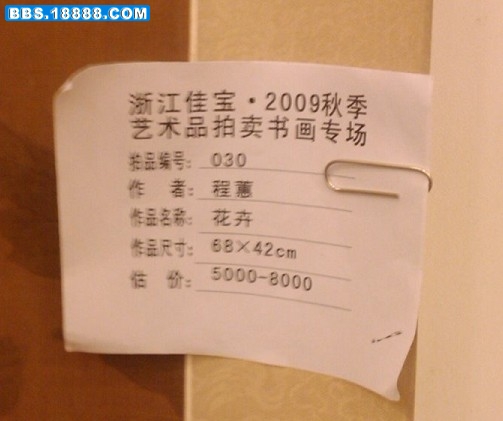 BBS.18888.COM
浙江佳宝·2009秋季
艺术品拍卖书画专场
拍品编号: 030
作 者: 程蕙
作品名称: 花卉
作品尺寸: 68×42cm
估 价: 5000-8000